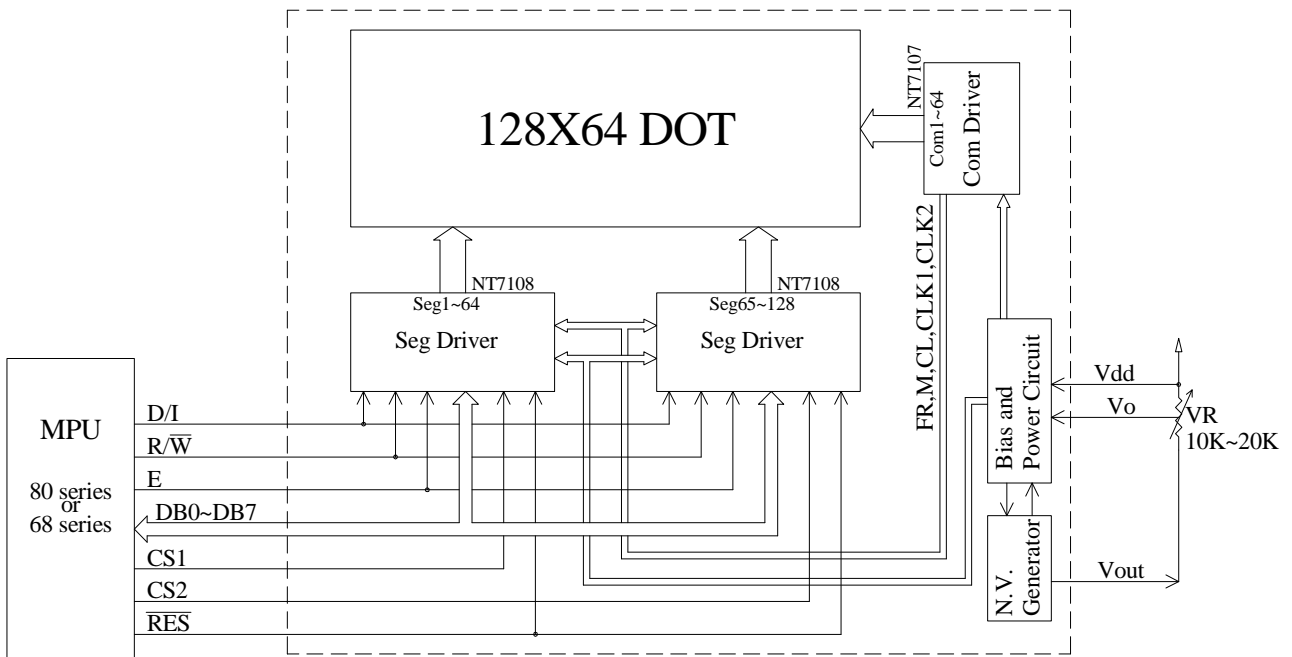 128X64 DOT
NT7107
Com1~64
Com Driver
FR,M,CL,CLK1,CLK2
NT7108
Seg1~64
Seg Driver
NT7108
Seg65~128
Seg Driver
MPU
80 series
or
68 series
D/I
R/W̅
E
DB0~DB7
CS1
CS2
R̅E̅S̅
Bias and
Power Circuit
Vdd
Vo
VR
10K~20K
N.V.
Generator
Vout